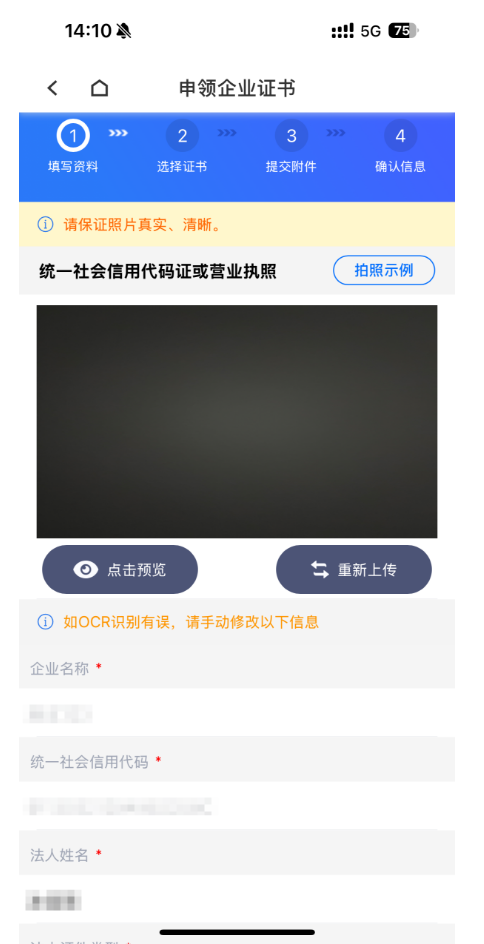 14:10
5G 75
申领企业证书
1 2 3 4
填写资料 选择证书 提交附件 确认信息
请保证照片真实、清晰。
统一社会信用代码证或营业执照 拍照示例
点击预览 重新上传
如OCR识别有误，请手动修改以下信息
企业名称 *
统一社会信用代码 *
法人姓名 *